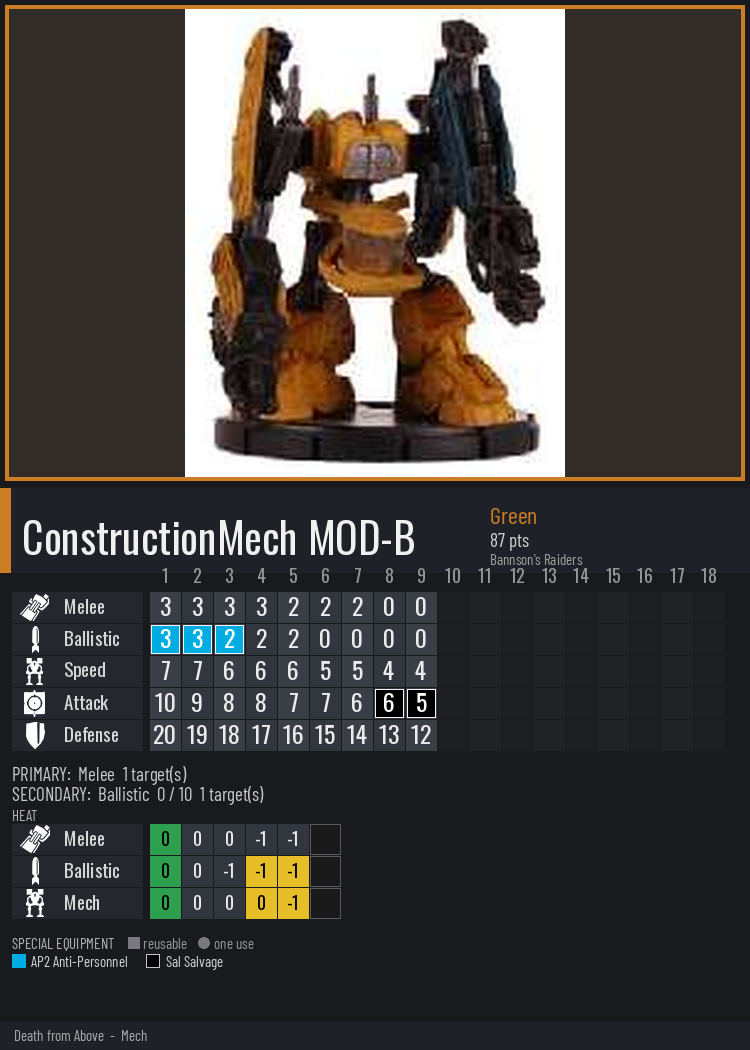 ConstructionMech MOD-B
Green
87 pts
Bannson's Raiders
1 2 3 4 5 6 7 8 9 10 11 12 13 14 15 16 17 18
Melee 3 3 3 3 2 2 2 0 0
Ballistic 3 3 2 2 2 0 0 0 0
Speed 7 7 6 6 6 5 5 4 4
Attack 10 9 8 8 7 7 6 6 5
Defense 20 19 18 17 16 15 14 13 12
PRIMARY: Melee 1 target(s)
SECONDARY: Ballistic 0 / 10 1 target(s)
HEAT
Melee 0 0 0 -1 -1
Ballistic 0 0 -1 -1 -1
Mech 0 0 0 0 -1
SPECIAL EQUIPMENT reusable one use
AP2 Anti-Personnel Sal Salvage
Death from Above - Mech